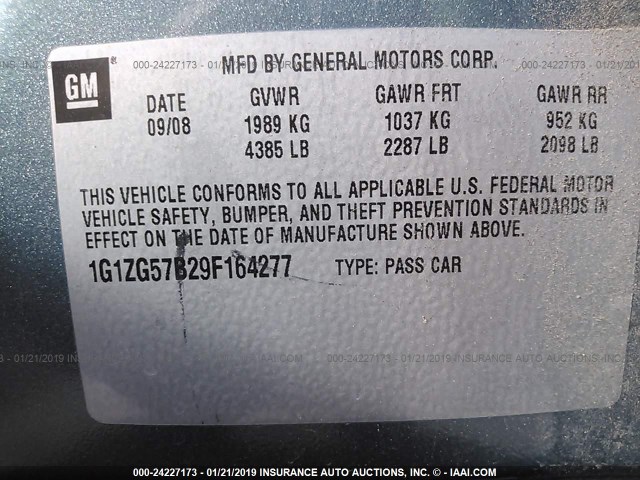 GM ®
MFD BY GENERAL MOTORS CORP.
DATE GVWR GAWR FRT GAWR RR
09/08 1989 KG 1037 KG 952 KG
4385 LB 2287 LB 2098 LB
THIS VEHICLE CONFORMS TO ALL APPLICABLE U.S. FEDERAL MOTOR
VEHICLE SAFETY, BUMPER, AND THEFT PREVENTION STANDARDS IN
EFFECT ON THE DATE OF MANUFACTURE SHOWN ABOVE.
1G1ZG57B29F164277 TYPE: PASS CAR
000-24227173 - 01/21/2019 INSURANCE AUTO AUCTIONS, INC. - © IAAI.COM